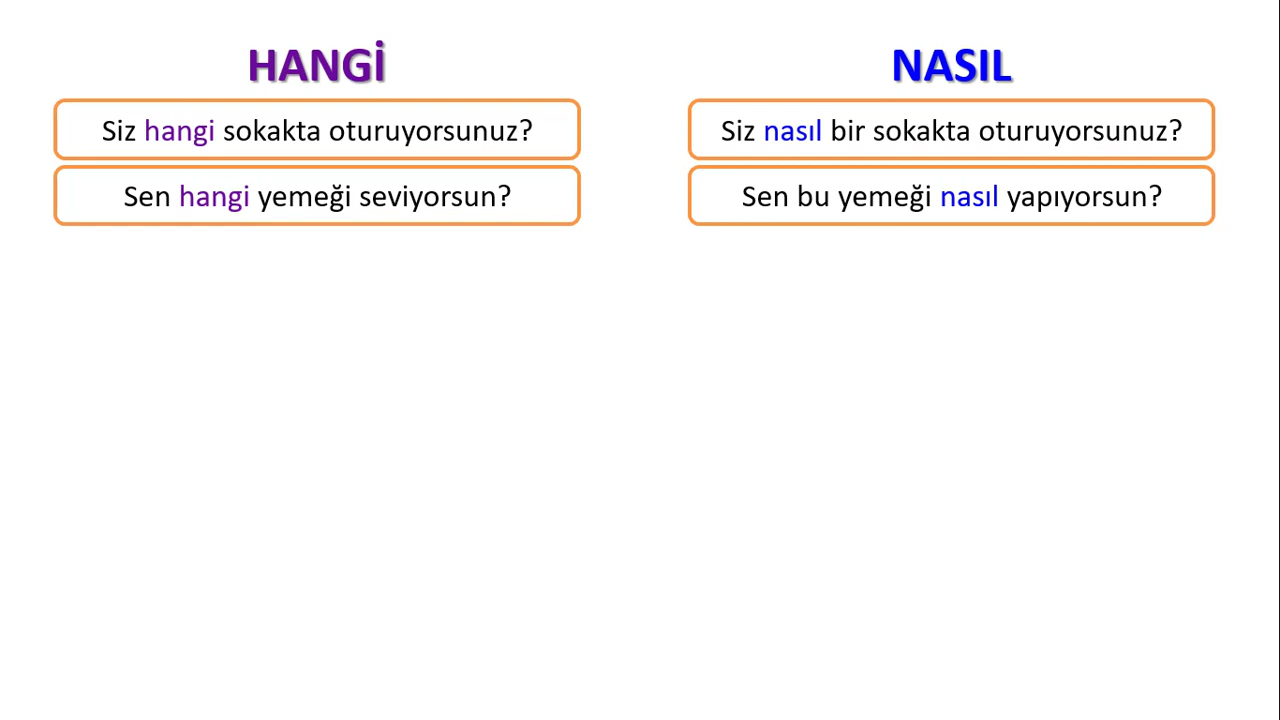 HANGİ
Siz hangi sokakta oturuyorsunuz?
Sen hangi yemeği seviyorsun?
NASIL
Siz nasıl bir sokakta oturuyorsunuz?
Sen bu yemeği nasıl yapıyorsun?